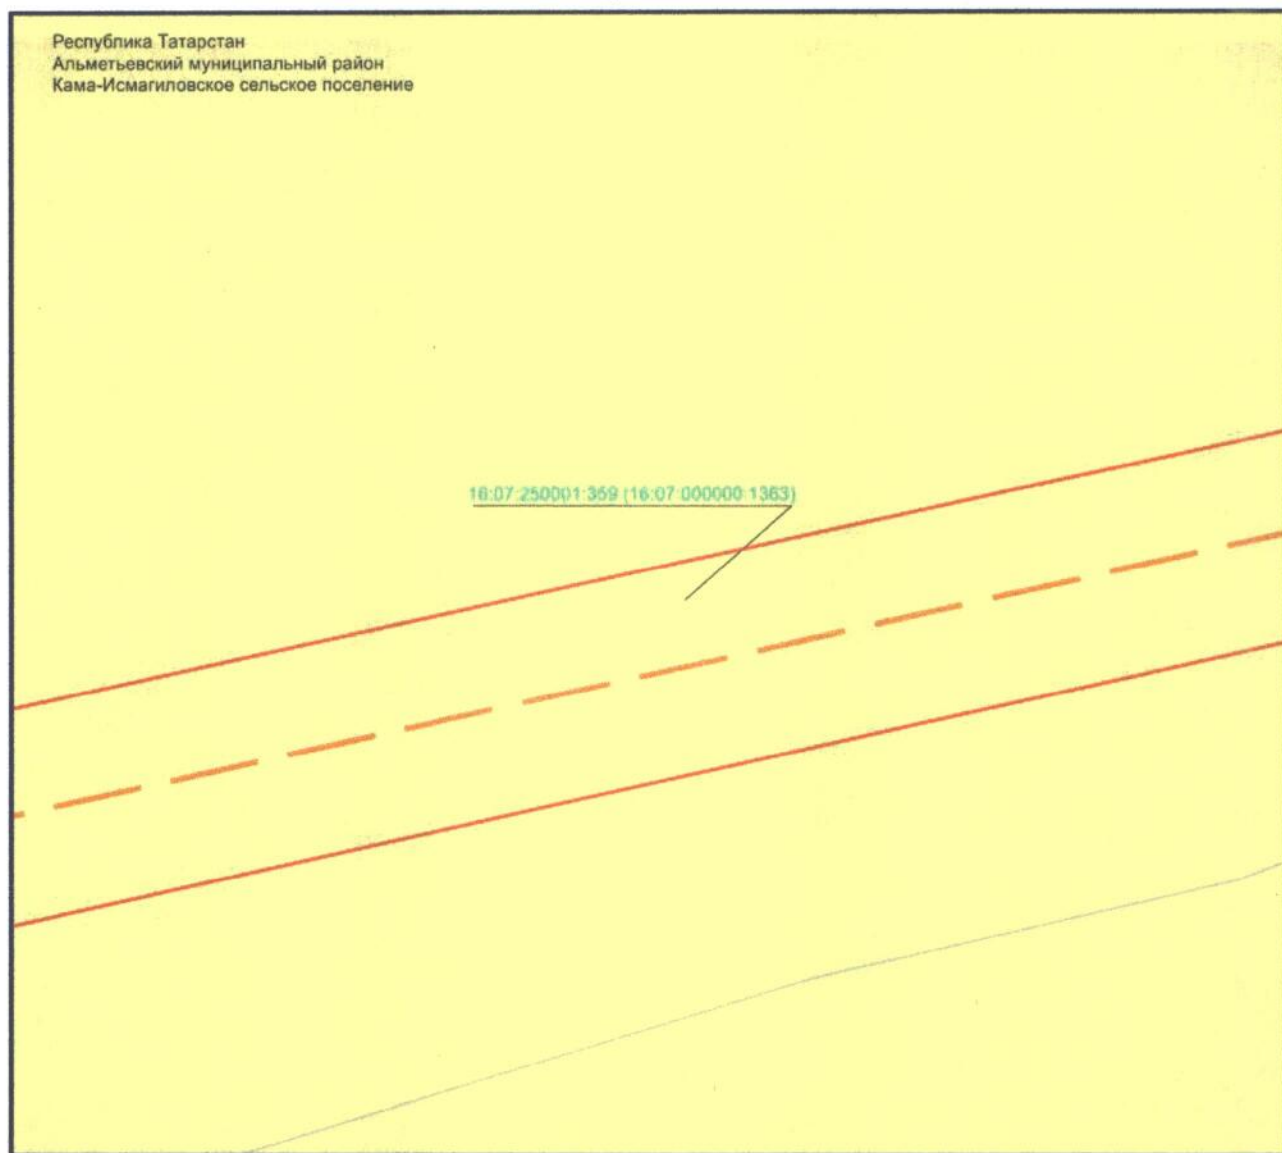 Республика Татарстан
Альметьевский муниципальный район
Кама-Исмагиловское сельское поселение
16:07:250001:359 (16:07:000000:1363)